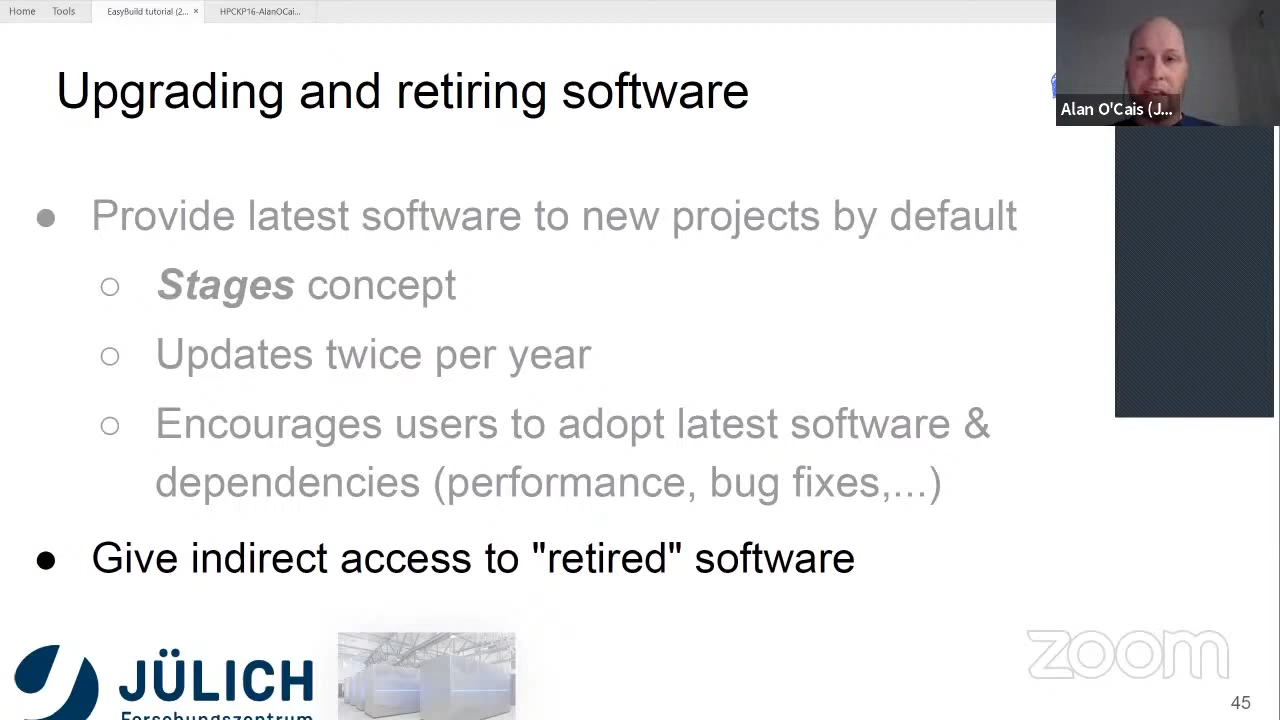 Home Tools EasyBuild tutorial (2... × HPCKP16-AlanOCai...
Upgrading and retiring software
Alan O'Cais (J...
● Provide latest software to new projects by default
○ Stages concept
○ Updates twice per year
○ Encourages users to adopt latest software &
dependencies (performance, bug fixes,...)
● Give indirect access to "retired" software
zoom
JÜLICH
Forschungszentrum
45